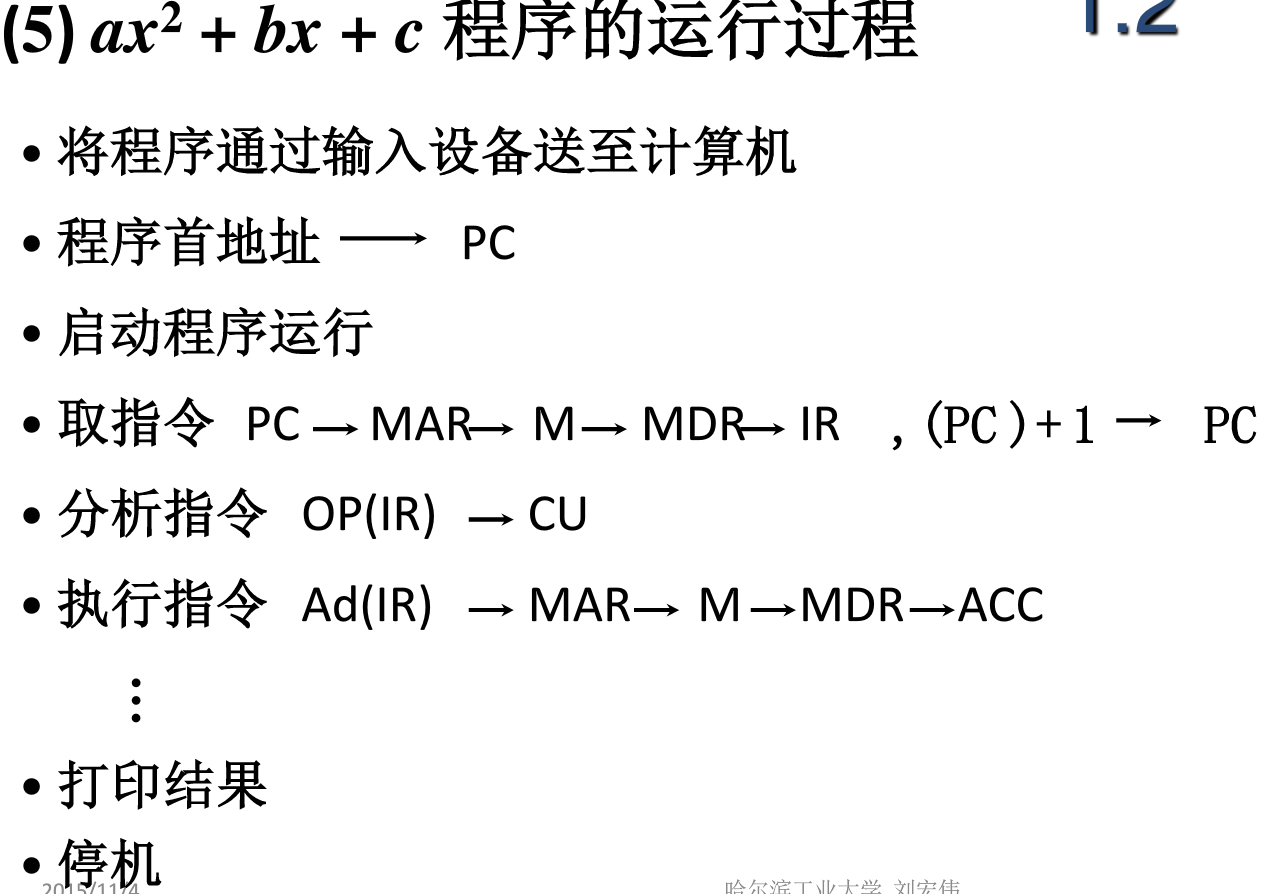 (5) ax² + bx + c 程序的运行过程 1.2
• 将程序通过输入设备送至计算机
• 程序首地址 → PC
• 启动程序运行
• 取指令 PC → MAR → M → MDR → IR ,(PC)+1 → PC
• 分析指令 OP(IR) → CU
• 执行指令 Ad(IR) → MAR → M → MDR → ACC
⋮
• 打印结果
• 停机
2015/11/4 哈尔滨工业大学 刘宏伟